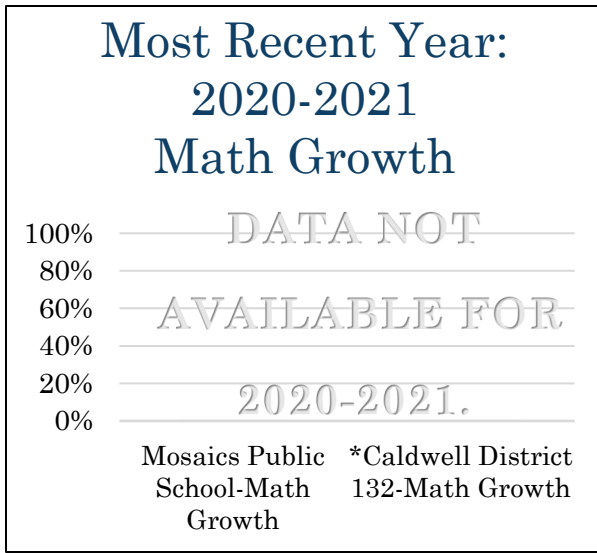 Most Recent Year:
2020-2021
Math Growth
DATA NOT
100%
80%
AVAILABLE FOR
60%
40%
20%
2020-2021.
0%
Mosaics Public *Caldwell District
School-Math 132-Math Growth
Growth